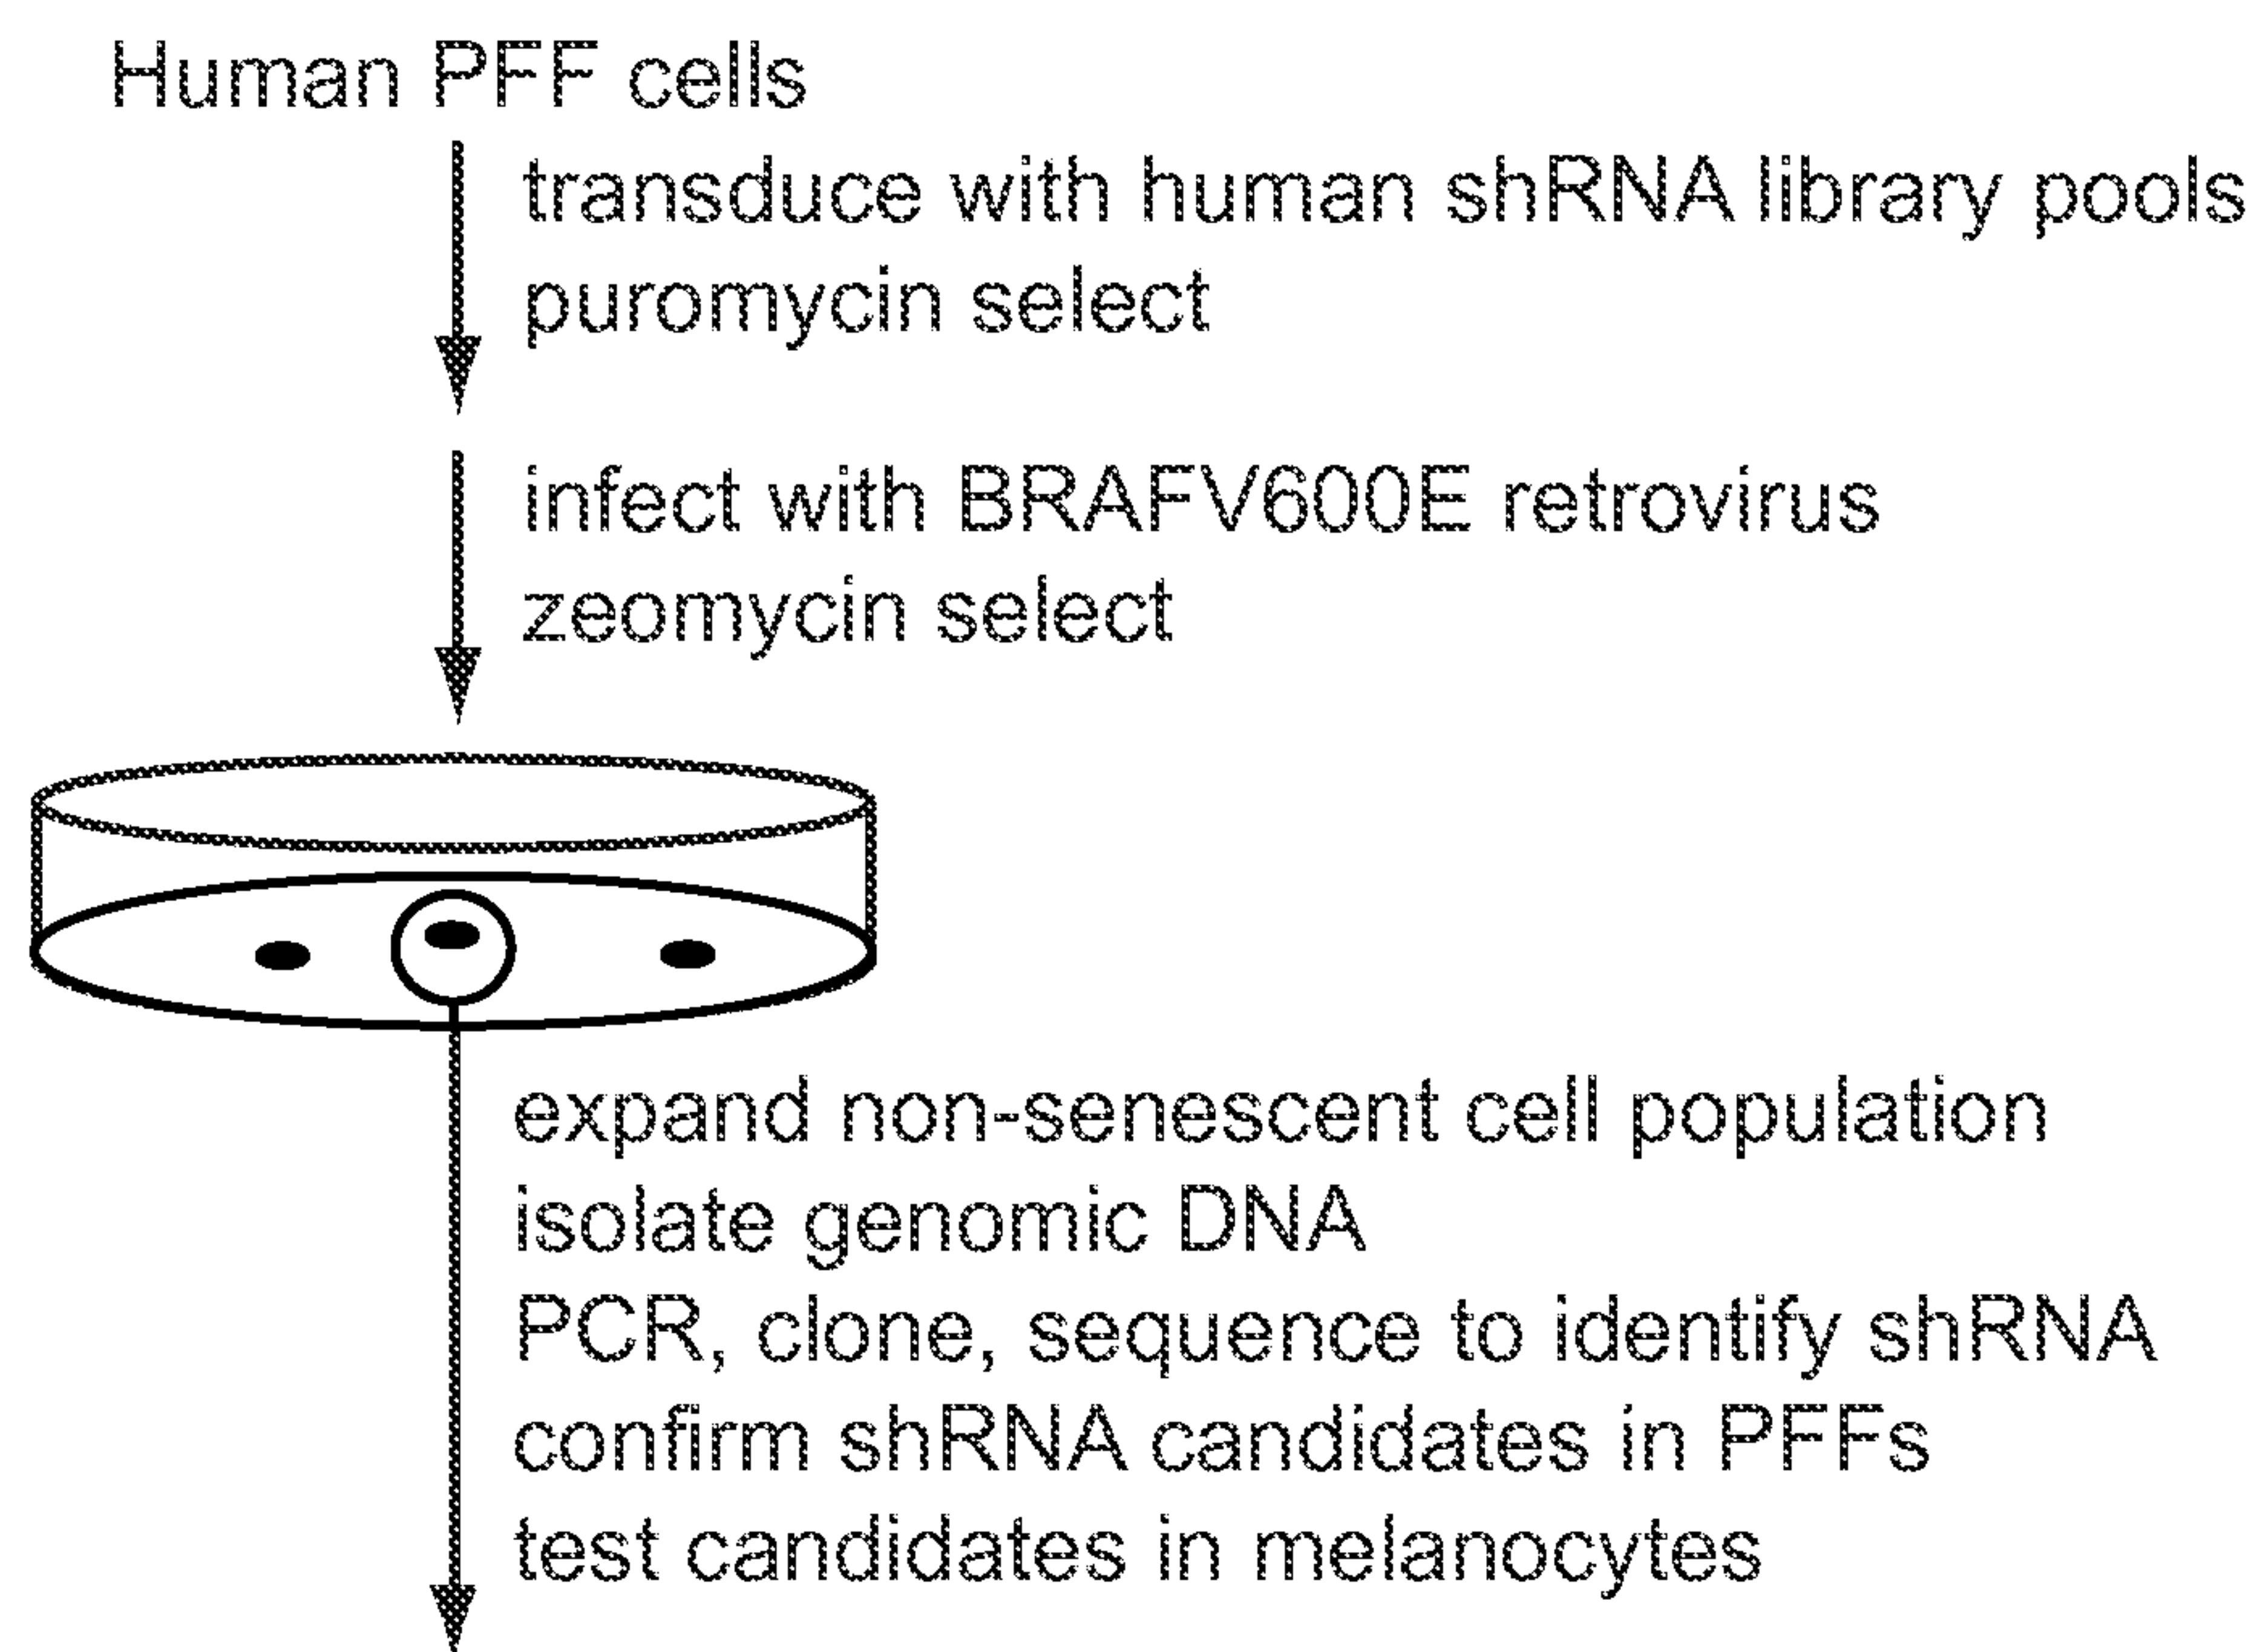 Human PFF cells
transduce with human shRNA library pools
puromycin select
infect with BRAFV600E retrovirus
zeomycin select
expand non-senescent cell population
isolate genomic DNA
PCR, clone, sequence to identify shRNA
confirm shRNA candidates in PFFs
test candidates in melanocytes